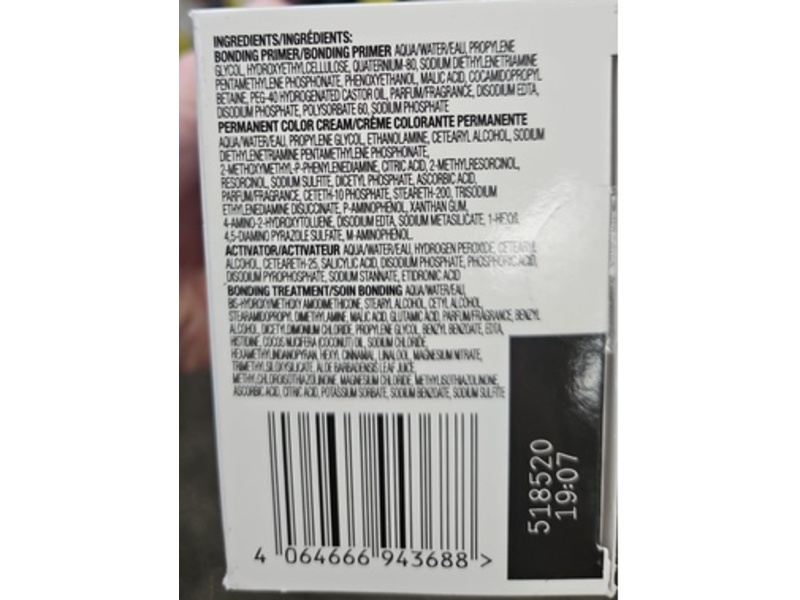 INGREDIENTS/INGRÉDIENTS:
BONDING PRIMER/BONDING PRIMER AQUA/WATER/EAU, PROPYLENE
GLYCOL, HYDROXYETHYLCELLULOSE, QUATERNIUM-80, SODIUM DIETHYLENETRIAMINE
PENTAMETHYLENE PHOSPHONATE, PHENOXYETHANOL, MALIC ACID, COCAMIDOPROPYL
BETAINE, PEG-40 HYDROGENATED CASTOR OIL, PARFUM/FRAGRANCE, DISODIUM EDTA,
DISODIUM PHOSPHATE, POLYSORBATE 60, SODIUM PHOSPHATE
PERMANENT COLOR CREAM/CRÈME COLORANTE PERMANENTE
AQUA/WATER/EAU, PROPYLENE GLYCOL, ETHANOLAMINE, CETEARYL ALCOHOL, SODIUM
DIETHYLENETRIAMINE PENTAMETHYLENE PHOSPHONATE,
2-METHOXYMETHYL-P-PHENYLENEDIAMINE, CITRIC ACID, 2-METHYLRESORCINOL,
RESORCINOL, SODIUM SULFITE, DICETYL PHOSPHATE, ASCORBIC ACID,
PARFUM/FRAGRANCE, CETETH-10 PHOSPHATE, STEARETH-200, TRISODIUM
ETHYLENEDIAMINE DISUCCINATE, P-AMINOPHENOL, XANTHAN GUM,
4-AMINO-2-HYDROXYTOLUENE, DISODIUM EDTA, SODIUM METASILICATE, 1-HEXYL
4,5-DIAMINO PYRAZOLE SULFATE, M-AMINOPHENOL.
ACTIVATOR/ACTIVATEUR AQUA/WATER/EAU, HYDROGEN PEROXIDE, CETEARYL
ALCOHOL, CETEARETH-25, SALICYLIC ACID, DISODIUM PHOSPHATE, PHOSPHORIC ACID,
DISODIUM PYROPHOSPHATE, SODIUM STANNATE, ETIDRONIC ACID
BONDING TREATMENT/SOIN BONDING AQUA/WATER/EAU,
BIS-HYDROXY/METHOXY AMODIMETHICONE, STEARYL ALCOHOL, CETYL ALCOHOL,
STEARAMIDOPROPYL DIMETHYLAMINE, MALIC ACID, GLUTAMIC ACID, PARFUM/FRAGRANCE, BENZYL
ALCOHOL, DICETYLDIMONIUM CHLORIDE, PROPYLENE GLYCOL, BENZYL BENZOATE, EDTA,
HISTIDINE, COCOS NUCIFERA (COCONUT) OIL, SODIUM CHLORIDE,
HEXAMETHYLINDANOPYRAN, HEXYL CINNAMAL, LINALOOL, MAGNESIUM NITRATE,
TRIMETHYLSILOXYSILICATE, ALOE BARBADENSIS LEAF JUICE,
METHYLCHLOROISOTHIAZOLINONE, MAGNESIUM CHLORIDE, METHYLISOTHIAZOLINONE,
ASCORBIC ACID, CITRIC ACID, POTASSIUM SORBATE, SODIUM BENZOATE, SODIUM SULFITE
518520
19:07
4 064666 943688 >